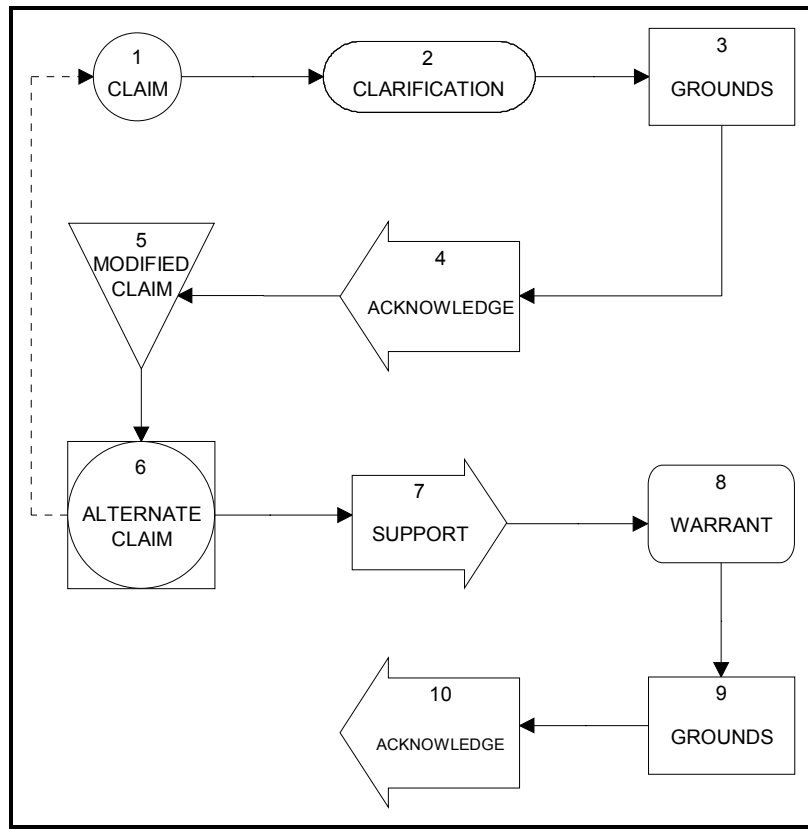 1
CLAIM
2
CLARIFICATION
3
GROUNDS
4
ACKNOWLEDGE
5
MODIFIED
CLAIM
6
ALTERNATE
CLAIM
7
SUPPORT
8
WARRANT
9
GROUNDS
10
ACKNOWLEDGE